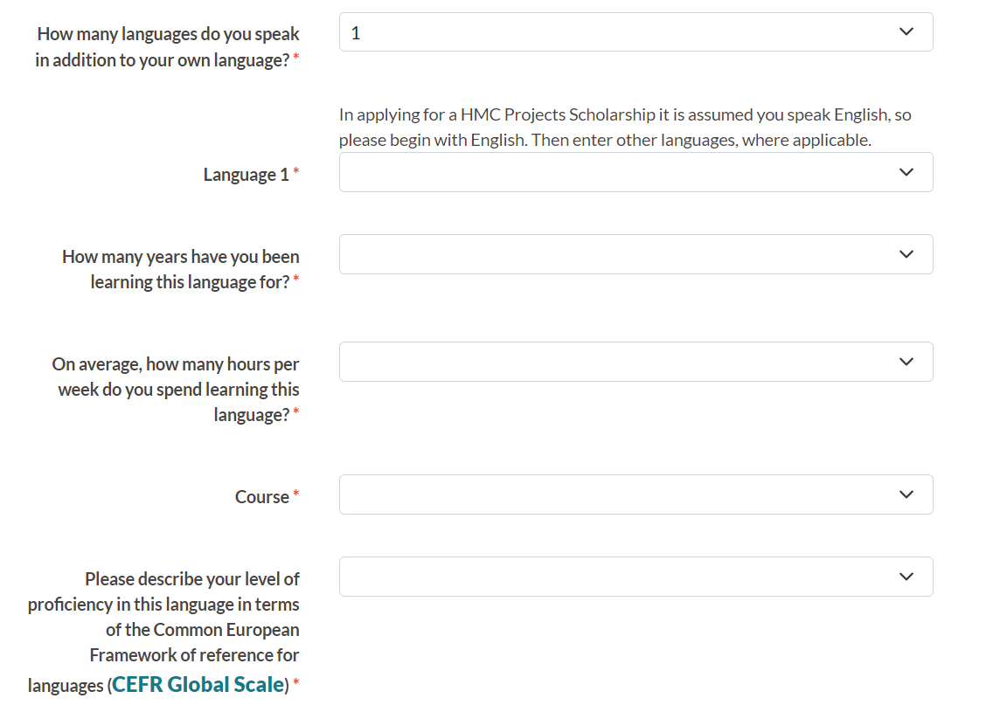 How many languages do you speak
in addition to your own language? *
1
In applying for a HMC Projects Scholarship it is assumed you speak English, so
please begin with English. Then enter other languages, where applicable.
Language 1 *
How many years have you been
learning this language for? *
On average, how many hours per
week do you spend learning this
language? *
Course *
Please describe your level of
proficiency in this language in terms
of the Common European
Framework of reference for
languages (CEFR Global Scale) *